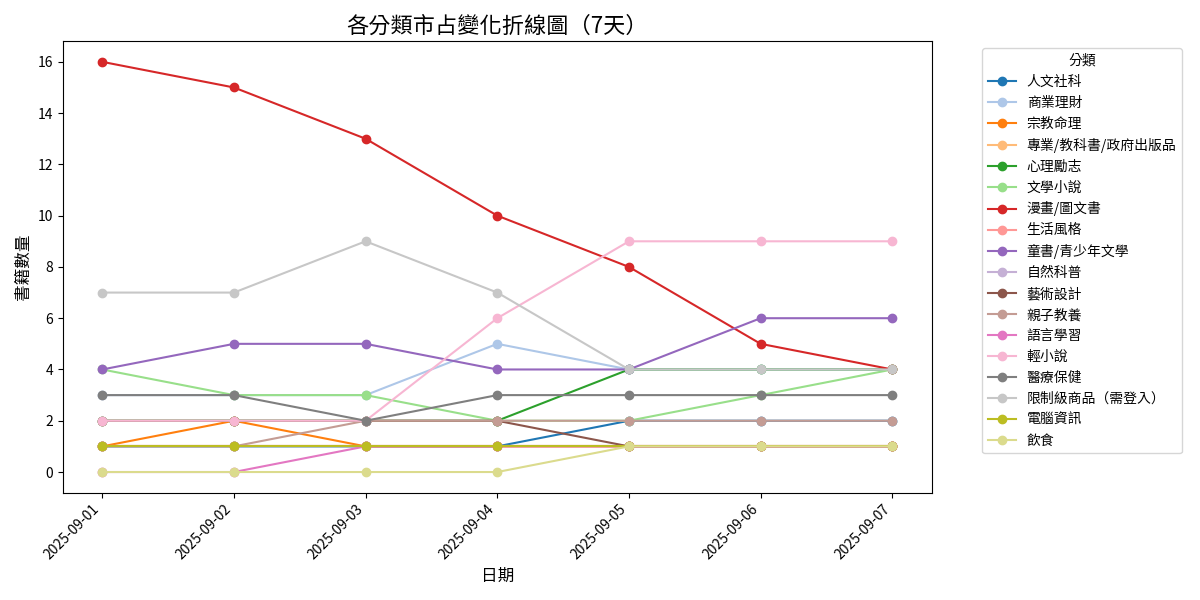 各分類市占變化折線圖（7天）
書籍數量
16
14
12
10
8
6
4
2
0
2025-09-01
2025-09-02
2025-09-03
2025-09-04
2025-09-05
2025-09-06
2025-09-07
日期
分類
人文社科
商業理財
宗教命理
專業/教科書/政府出版品
心理勵志
文學小說
漫畫/圖文書
生活風格
童書/青少年文學
自然科普
藝術設計
親子教養
語言學習
輕小說
醫療保健
限制級商品（需登入）
電腦資訊
飲食